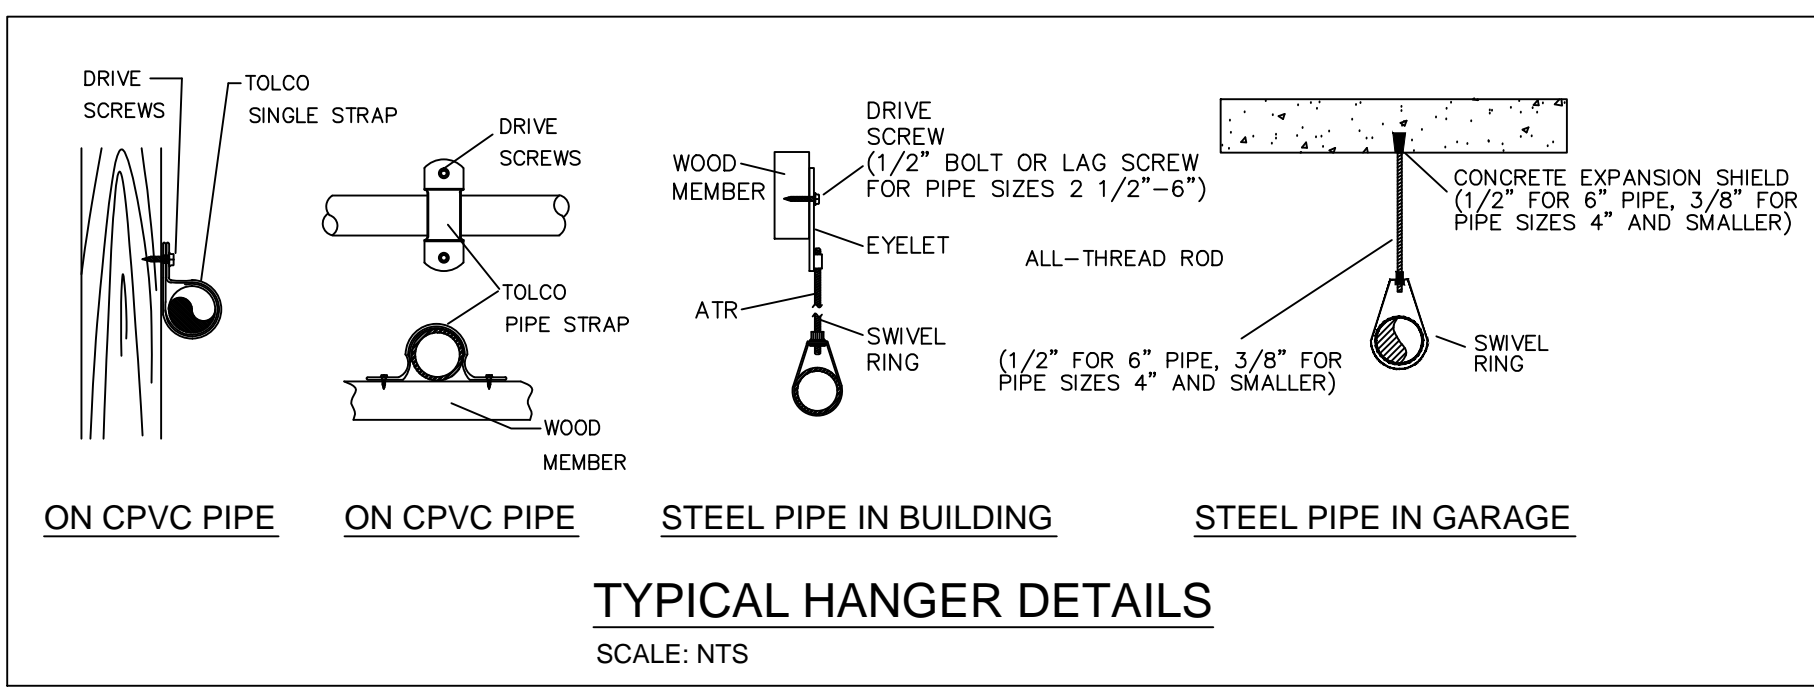 DRIVE
SCREWS
TOLCO
SINGLE STRAP
ON CPVC PIPE
DRIVE
SCREWS
TOLCO
PIPE STRAP
WOOD
MEMBER
ON CPVC PIPE
WOOD
MEMBER
DRIVE
SCREW
(1/2” BOLT OR LAG SCREW
FOR PIPE SIZES 2 1/2”-6”)
EYELET
ATR
SWIVEL
RING
STEEL PIPE IN BUILDING
ALL-THREAD ROD
(1/2” FOR 6” PIPE, 3/8” FOR
PIPE SIZES 4” AND SMALLER)
CONCRETE EXPANSION SHIELD
(1/2” FOR 6” PIPE, 3/8” FOR
PIPE SIZES 4” AND SMALLER)
SWIVEL
RING
STEEL PIPE IN GARAGE
TYPICAL HANGER DETAILS
SCALE: NTS